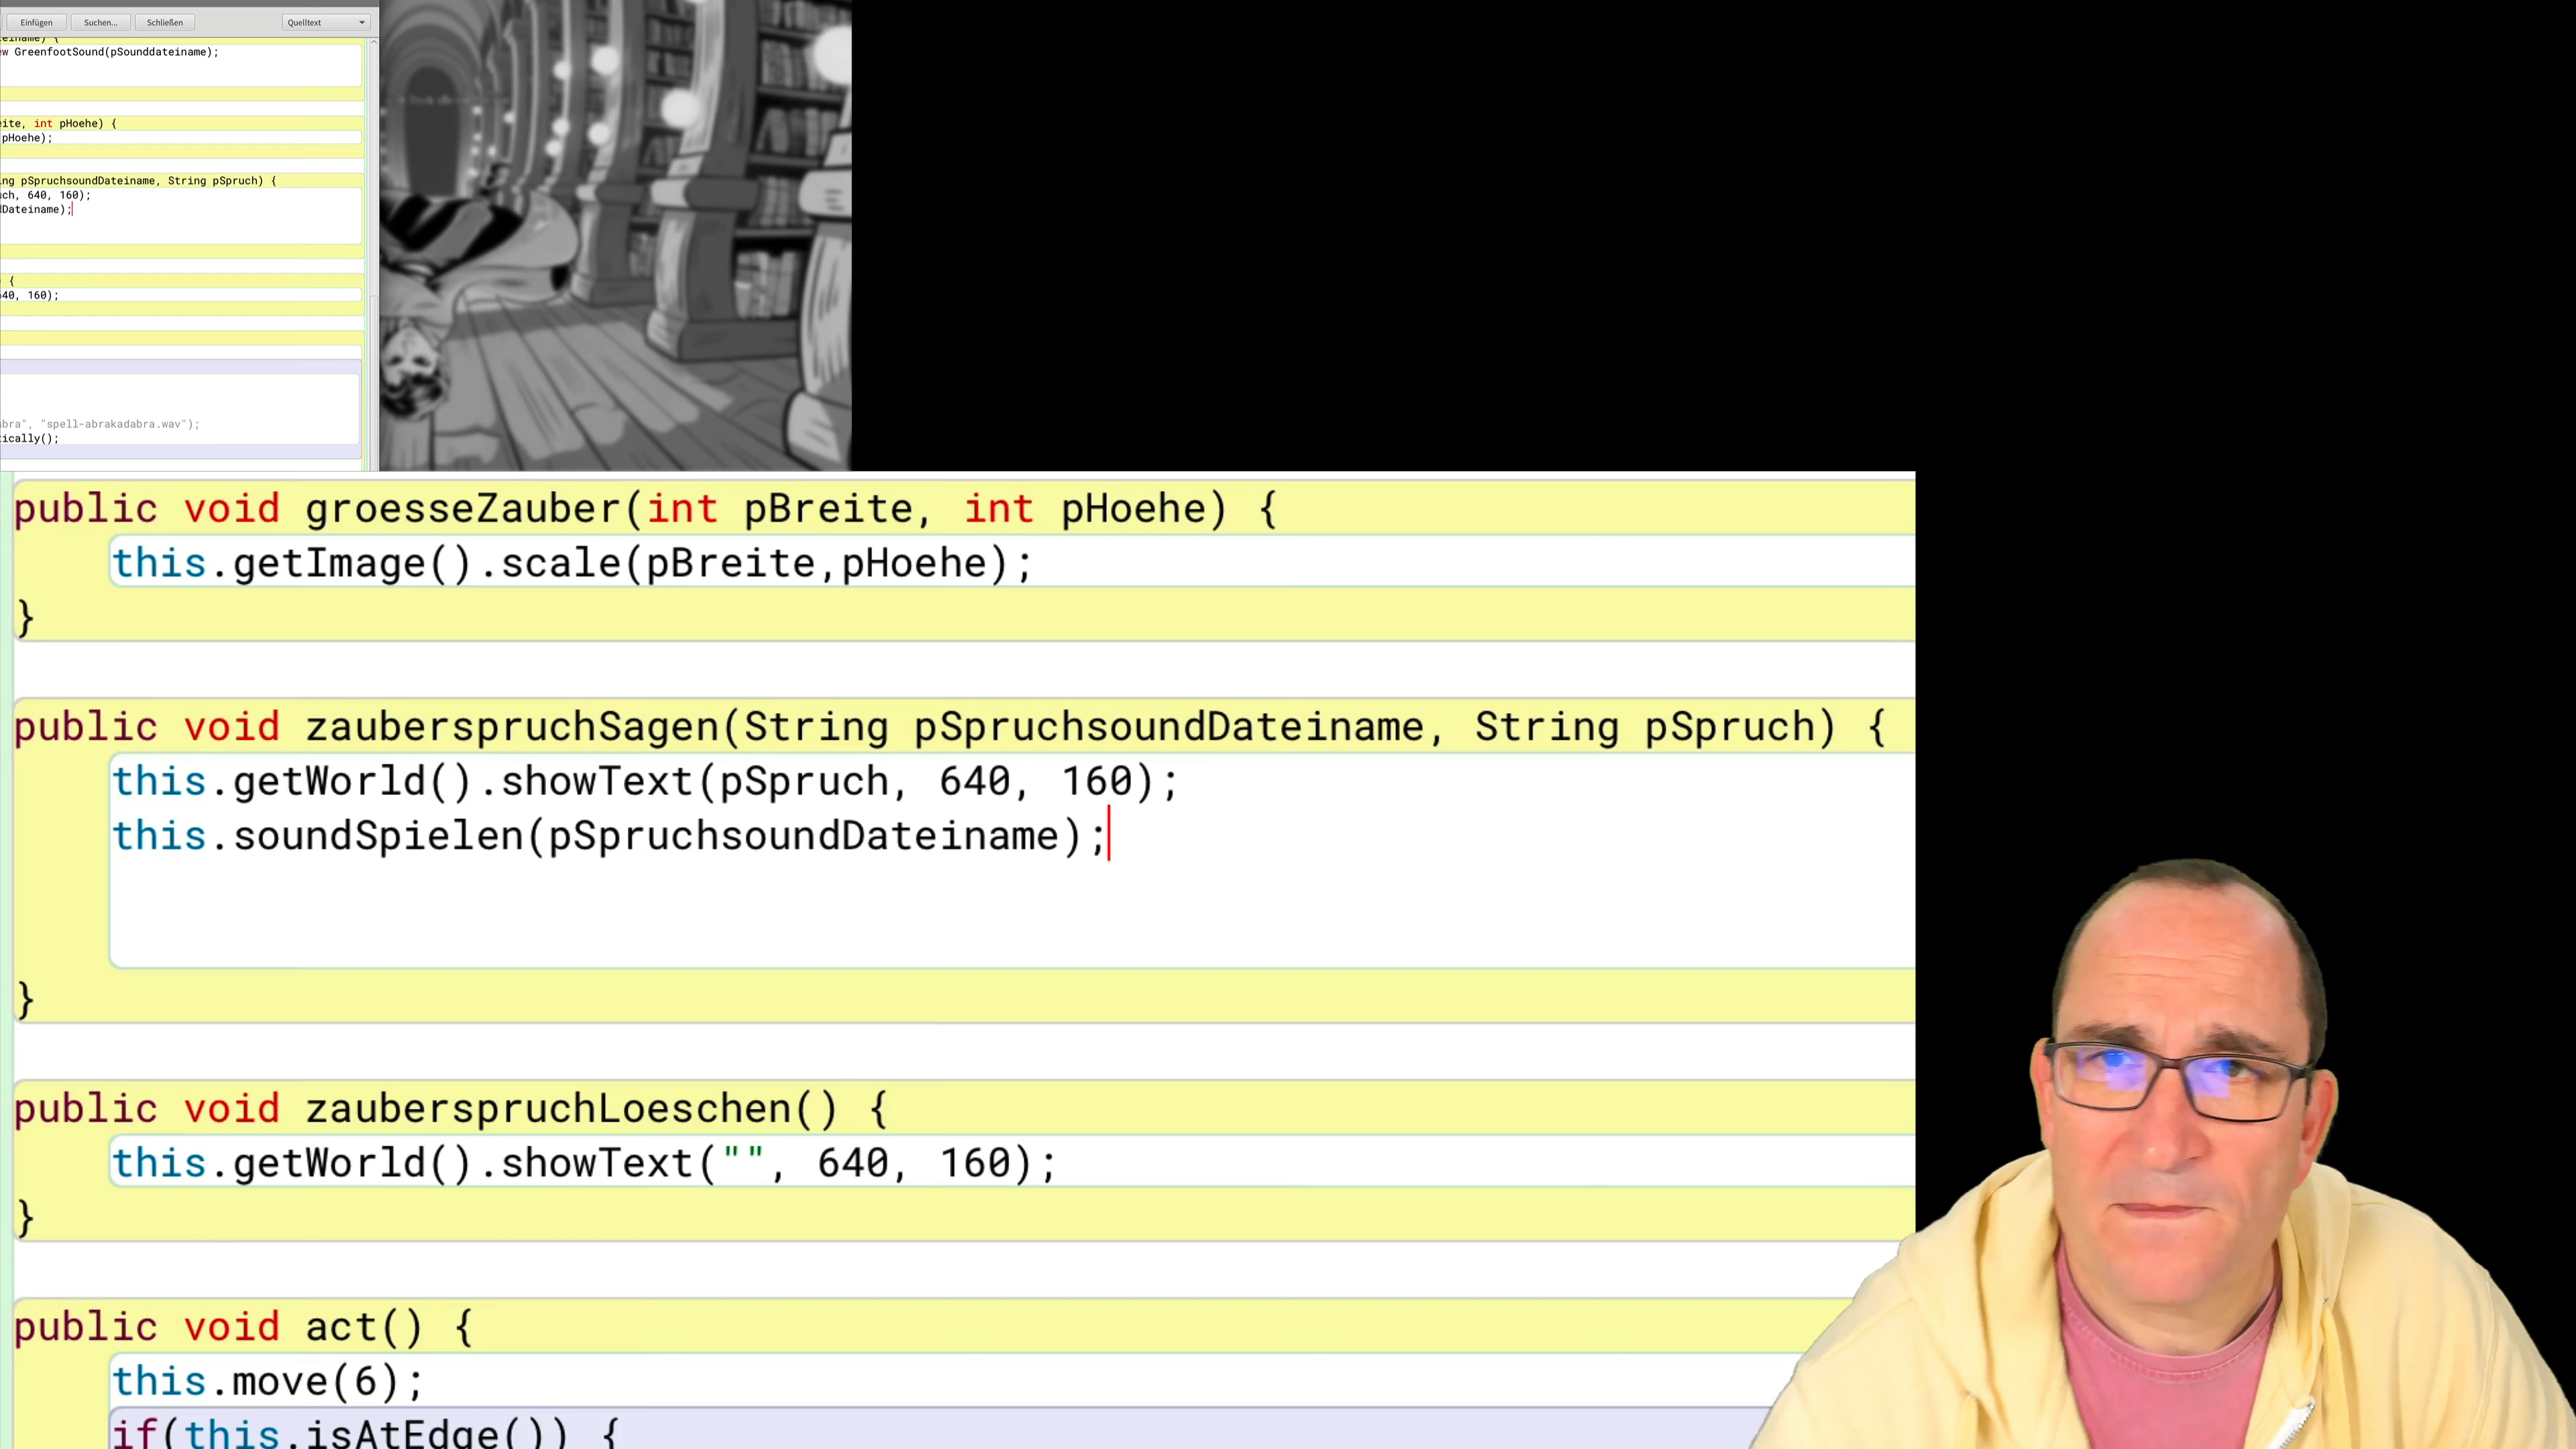 Einfügen Suchen... Schließen Quelltext
GreenfootSound(pSounddateiname);
int pHoehe) {
pHoehe);
pSpruchsoundDateiname, String pSpruch) {
640, 160);
{
160);
"spell-abrakadabra.wav");
public void groesseZauber(int pBreite, int pHoehe) {
this.getImage().scale(pBreite,pHoehe);
}
public void zauberspruchSagen(String pSpruchsoundDateiname, String pSpruch) {
this.getWorld().showText(pSpruch, 640, 160);
this.soundSpielen(pSpruchsoundDateiname);
}
public void zauberspruchLoeschen() {
this.getWorld().showText("", 640, 160);
}
public void act() {
this.move(6);
if(this.isAtEdge()) {